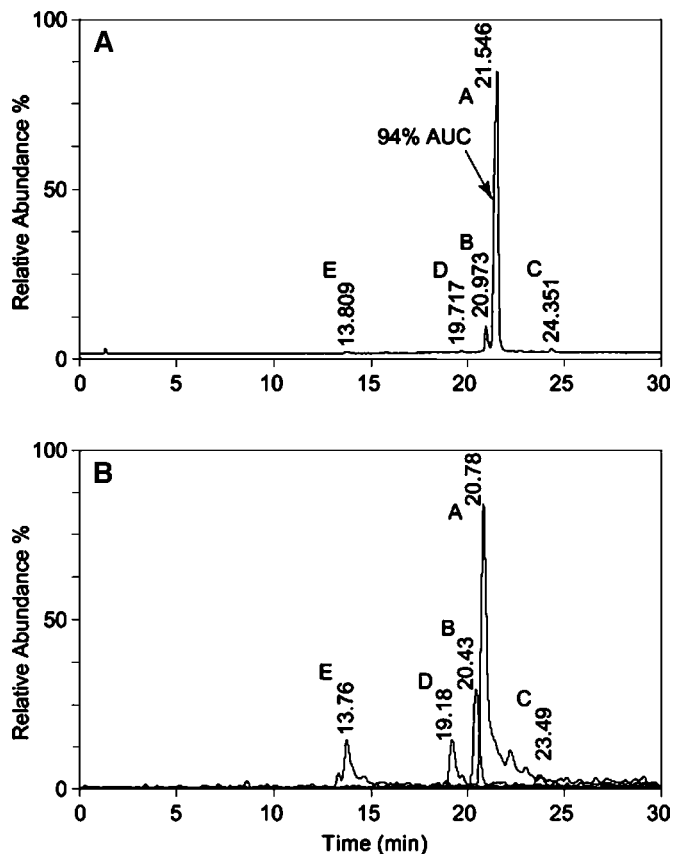 A
Relative Abundance %
100
50
0
E
13.809
D
19.717
B
20.973
94% AUC
A
21.546
C
24.351
0 5 10 15 20 25 30
B
Relative Abundance %
100
50
0
E
13.76
D
19.18
B
20.43
A
20.78
C
23.49
0 5 10 15 20 25 30
Time (min)